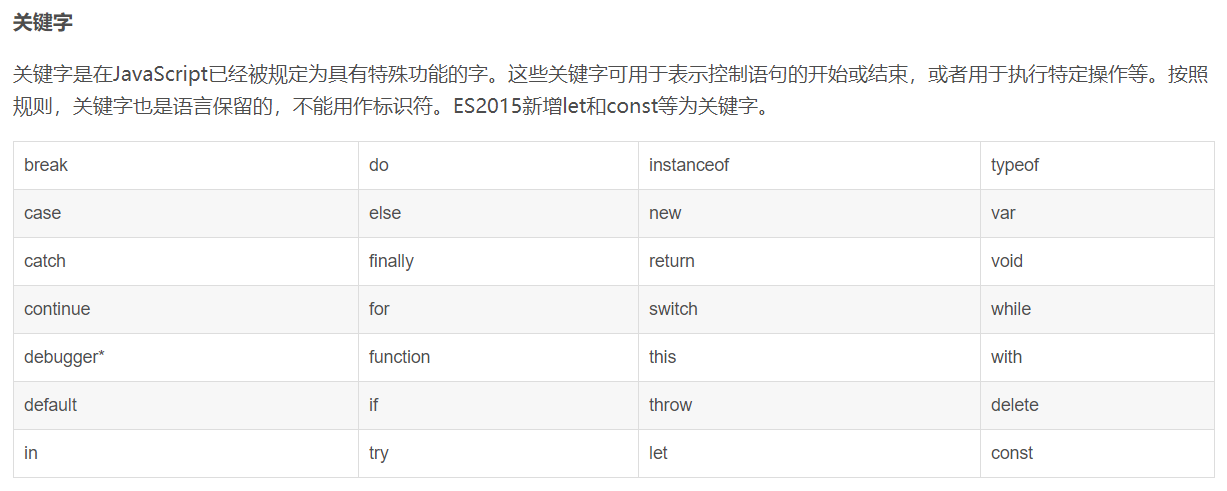 关键字
关键字是在JavaScript已经被规定为具有特殊功能的字。这些关键字可用于表示控制语句的开始或结束，或者用于执行特定操作等。按照
规则，关键字也是语言保留的，不能用作标识符。ES2015新增let和const等为关键字。
break do instanceof typeof
case else new var
catch finally return void
continue for switch while
debugger* function this with
default if throw delete
in try let const